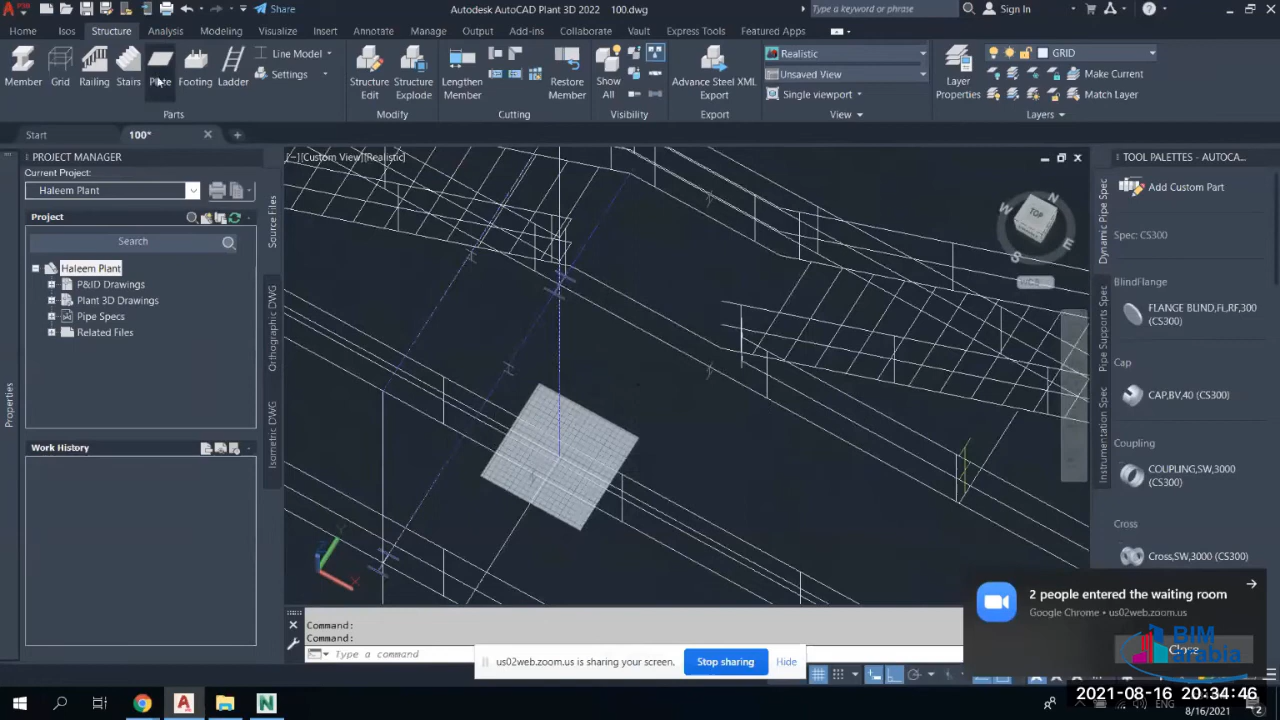 Share
Autodesk AutoCAD Plant 3D 2022
100.dwg
Type a keyword or phrase
Sign In
Home
Isos
Structure
Analysis
Modeling
Visualize
Insert
Annotate
Manage
Output
Add-ins
Collaborate
Vault
Express Tools
Featured Apps
Member
Grid
Railing
Stairs
Plate
Footing
Ladder
Line Model
Settings
Parts
Structure Edit
Structure Explode
Modify
Lengthen Member
Restore Member
Cutting
Show All
Visibility
Advance Steel XML Export
Export
Realistic
Unsaved View
Single viewport
View
Layer Properties
GRID
Make Current
Match Layer
Layers
Start
100*
PROJECT MANAGER
Current Project:
Haleem Plant
Project
Search
Haleem Plant
P&ID Drawings
Plant 3D Drawings
Pipe Specs
Related Files
Work History
Source Files
Orthographic DWG
Isometric DWG
Properties
[-][Custom View][Realistic]
N
W
TOP
E
S
WCS
X
Command:
Command:
Type a command
us02web.zoom.us is sharing your screen.
Stop sharing
Hide
TOOL PALETTES - AUTOCA...
Dynamic Pipe Spec
Pipe Supports Spec
Instrumentation Spec
Add Custom Part
Spec: CS300
BlindFlange
FLANGE BLIND,FI,RF,300 (CS300)
Cap
CAP,BV,40 (CS300)
Coupling
COUPLING,SW,3000 (CS300)
Cross
Cross,SW,3000 (CS300)
2 people entered the waiting room
Google Chrome • us02web.zoom.us
Close
BIM
arabia
2021-08-16 20:34:46
ENG
8/16/2021
2